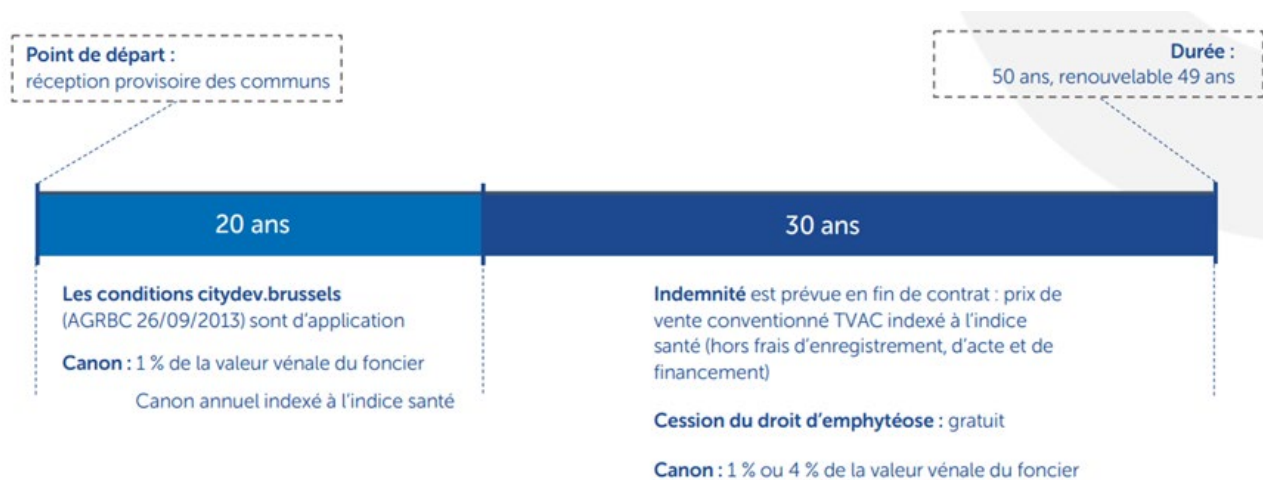 Point de départ :
réception provisoire des communs
Durée :
50 ans, renouvelable 49 ans
20 ans
30 ans
Les conditions citydev.brussels
(AGRBC 26/09/2013) sont d'application
Canon : 1 % de la valeur vénale du foncier
Canon annuel indexé à l'indice santé
Indemnité est prévue en fin de contrat : prix de
vente conventionné TVAC indexé à l'indice
santé (hors frais d'enregistrement, d'acte et de
financement)
Cession du droit d'emphytéose : gratuit
Canon : 1 % ou 4 % de la valeur vénale du foncier